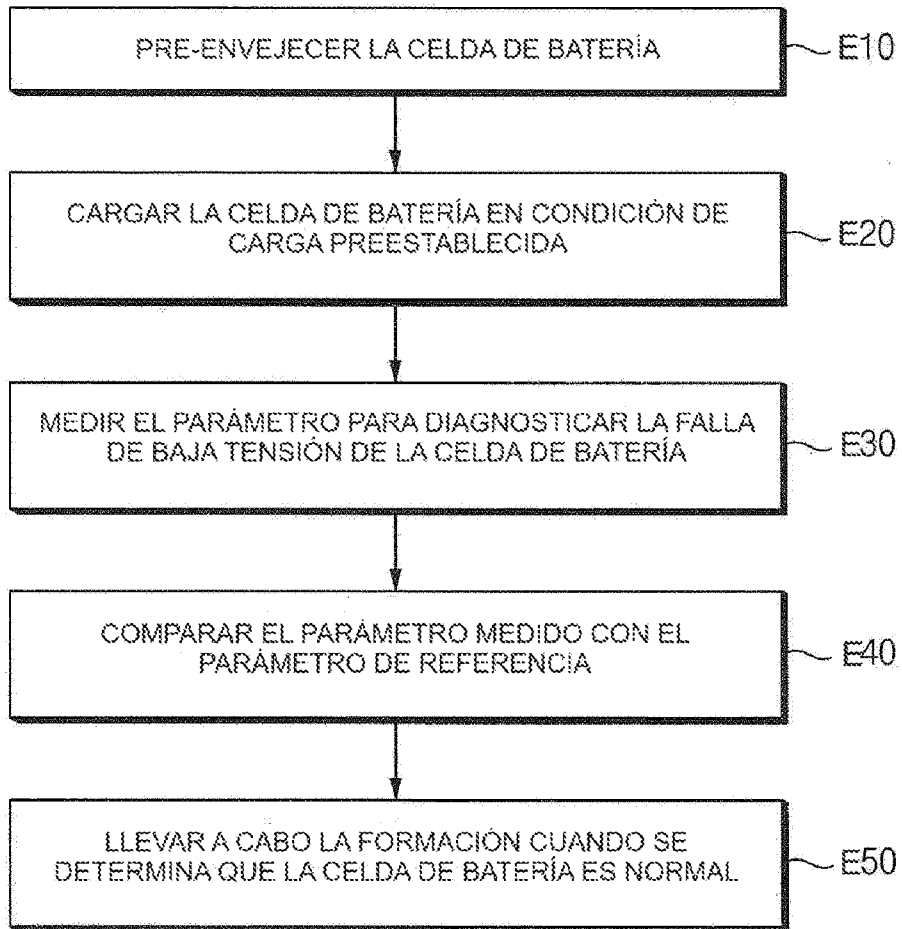 PRE-ENVEJECER LA CELDA DE BATERÍA
E10
CARGAR LA CELDA DE BATERÍA EN CONDICIÓN DE
CARGA PREESTABLECIDA
E20
MEDIR EL PARÁMETRO PARA DIAGNOSTICAR LA FALLA
DE BAJA TENSIÓN DE LA CELDA DE BATERÍA
E30
COMPARAR EL PARÁMETRO MEDIDO CON EL
PARÁMETRO DE REFERENCIA
E40
LLEVAR A CABO LA FORMACIÓN CUANDO SE
DETERMINA QUE LA CELDA DE BATERÍA ES NORMAL
E50